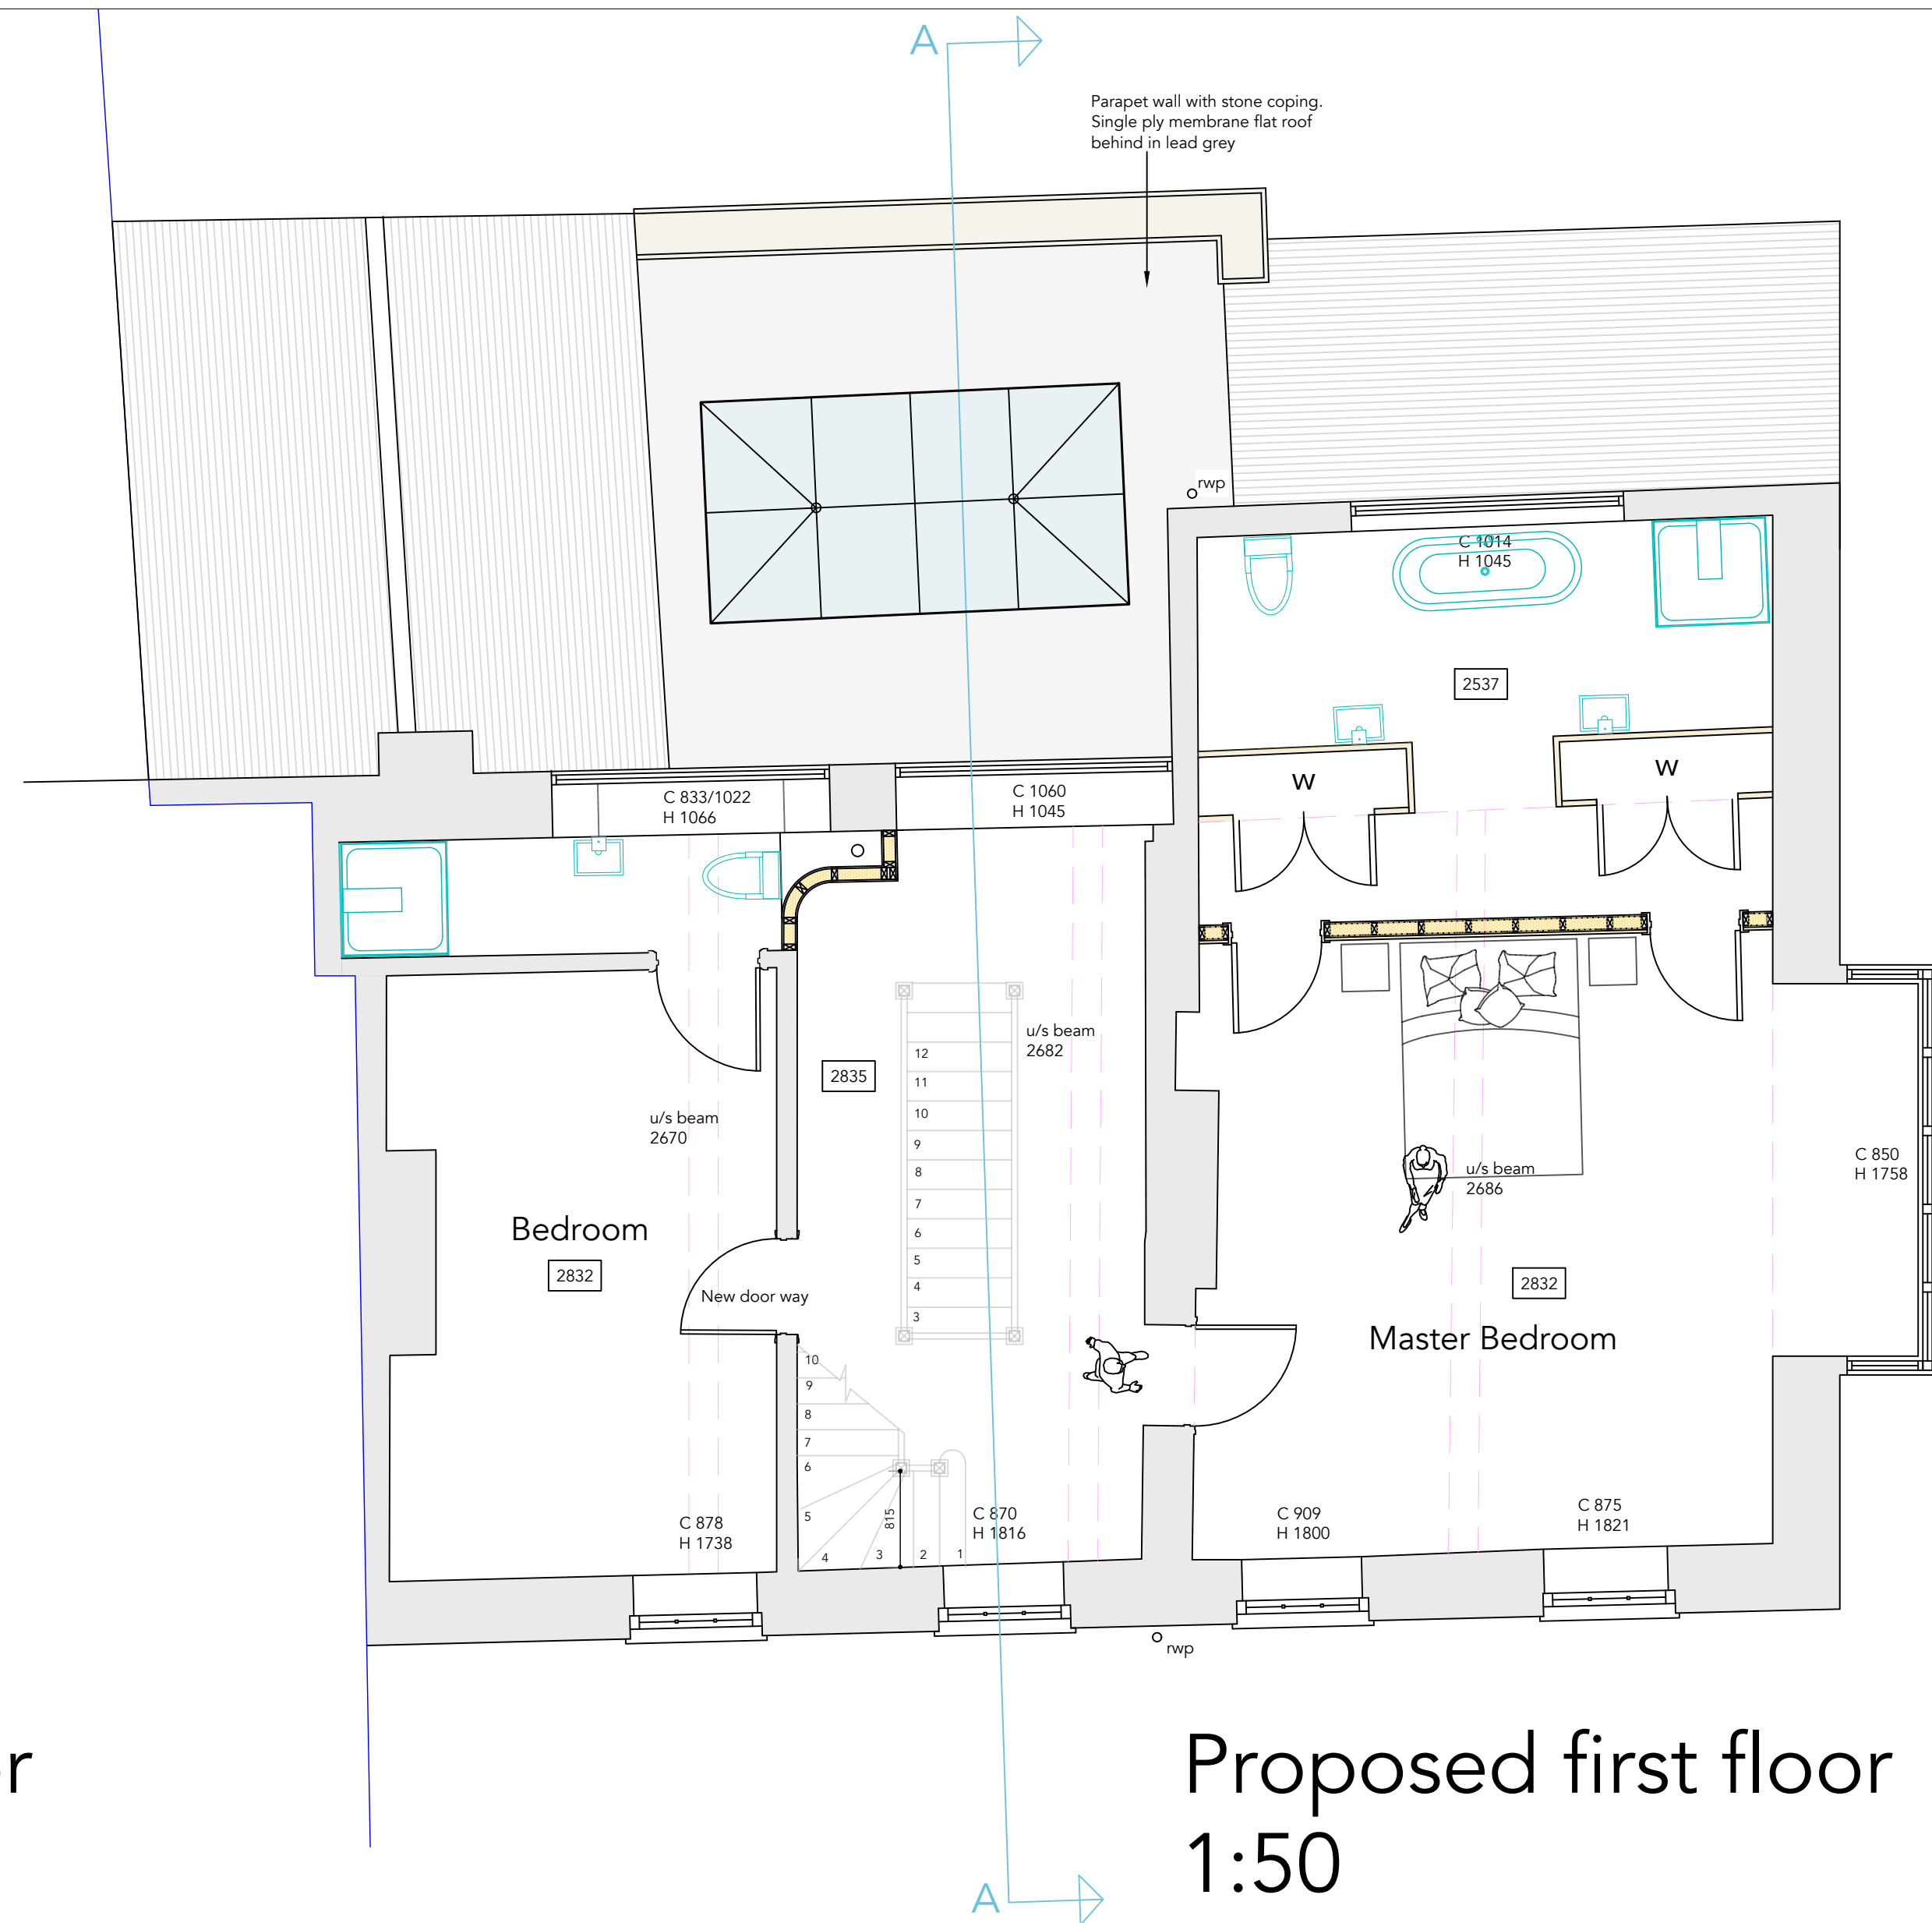 A
Parapet wall with stone coping.
Single ply membrane flat roof
behind in lead grey
rwp
C 1014
H 1045
2537
W
W
C 833/1022
H 1066
C 1060
H 1045
u/s beam
2682
12
11
10
9
8
7
6
5
4
3
2835
u/s beam
2670
Bedroom
2832
New door way
u/s beam
2686
C 850
H 1758
2832
Master Bedroom
10
9
8
7
6
5
4
3
2
1
815
C 878
H 1738
C 870
H 1816
C 909
H 1800
C 875
H 1821
rwp
r
Proposed first floor
1:50
A